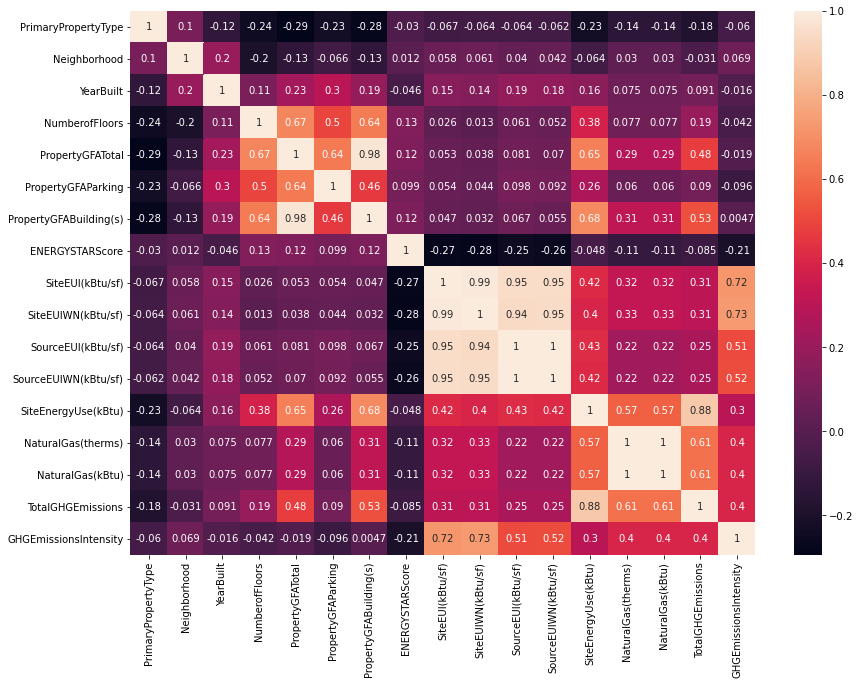 PrimaryPropertyType 1 0.1 -0.12 -0.24 -0.29 -0.23 -0.28 -0.03 -0.067 -0.064 -0.064 -0.062 -0.23 -0.14 -0.14 -0.18 -0.06
Neighborhood 0.1 1 0.2 -0.2 -0.13 -0.066 -0.13 0.012 0.058 0.061 0.04 0.042 -0.064 0.03 0.03 -0.031 0.069
YearBuilt -0.12 0.2 1 0.11 0.23 0.3 0.19 -0.046 0.15 0.14 0.19 0.18 0.16 0.075 0.075 0.091 -0.016
NumberofFloors -0.24 -0.2 0.11 1 0.67 0.5 0.64 0.13 0.026 0.013 0.061 0.052 0.38 0.077 0.077 0.19 -0.042
PropertyGFATotal -0.29 -0.13 0.23 0.67 1 0.64 0.98 0.12 0.053 0.038 0.081 0.07 0.65 0.29 0.29 0.48 -0.019
PropertyGFAParking -0.23 -0.066 0.3 0.5 0.64 1 0.46 0.099 0.054 0.044 0.098 0.092 0.26 0.06 0.06 0.09 -0.096
PropertyGFABuilding(s) -0.28 -0.13 0.19 0.64 0.98 0.46 1 0.12 0.047 0.032 0.067 0.055 0.68 0.31 0.31 0.53 0.0047
ENERGYSTARScore -0.03 0.012 -0.046 0.13 0.12 0.099 0.12 1 -0.27 -0.28 -0.25 -0.26 -0.048 -0.11 -0.11 -0.085 -0.21
SiteEUI(kBtu/sf) -0.067 0.058 0.15 0.026 0.053 0.054 0.047 -0.27 1 0.99 0.95 0.95 0.42 0.32 0.32 0.31 0.72
SiteEUIWN(kBtu/sf) -0.064 0.061 0.14 0.013 0.038 0.044 0.032 -0.28 0.99 1 0.94 0.95 0.4 0.33 0.33 0.31 0.73
SourceEUI(kBtu/sf) -0.064 0.04 0.19 0.061 0.081 0.098 0.067 -0.25 0.95 0.94 1 1 0.43 0.22 0.22 0.25 0.51
SourceEUIWN(kBtu/sf) -0.062 0.042 0.18 0.052 0.07 0.092 0.055 -0.26 0.95 0.95 1 1 0.42 0.22 0.22 0.25 0.52
SiteEnergyUse(kBtu) -0.23 -0.064 0.16 0.38 0.65 0.26 0.68 -0.048 0.42 0.4 0.43 0.42 1 0.57 0.57 0.88 0.3
NaturalGas(therms) -0.14 0.03 0.075 0.077 0.29 0.06 0.31 -0.11 0.32 0.33 0.22 0.22 0.57 1 1 0.61 0.4
NaturalGas(kBtu) -0.14 0.03 0.075 0.077 0.29 0.06 0.31 -0.11 0.32 0.33 0.22 0.22 0.57 1 1 0.61 0.4
TotalGHGEmissions -0.18 -0.031 0.091 0.19 0.48 0.09 0.53 -0.085 0.31 0.31 0.25 0.25 0.88 0.61 0.61 1 0.4
GHGEmissionsIntensity -0.06 0.069 -0.016 -0.042 -0.019 -0.096 0.0047 -0.21 0.72 0.73 0.51 0.52 0.3 0.4 0.4 0.4 1
PrimaryPropertyType
Neighborhood
YearBuilt
NumberofFloors
PropertyGFATotal
PropertyGFAParking
PropertyGFABuilding(s)
ENERGYSTARScore
SiteEUI(kBtu/sf)
SiteEUIWN(kBtu/sf)
SourceEUI(kBtu/sf)
SourceEUIWN(kBtu/sf)
SiteEnergyUse(kBtu)
NaturalGas(therms)
NaturalGas(kBtu)
TotalGHGEmissions
GHGEmissionsIntensity
1.0
0.8
0.6
0.4
0.2
0.0
−0.2